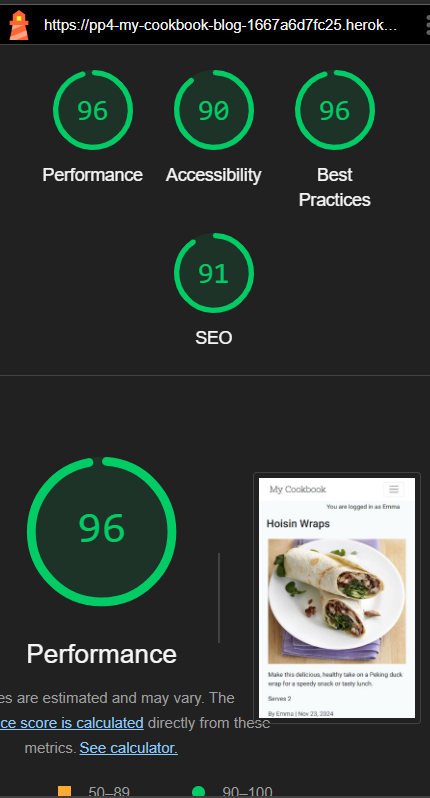 https://pp4-my-cookbook-blog-1667a6d7fc25.herok...
96
90
96
Performance
Accessibility
Best
Practices
91
SEO
96
Performance
es are estimated and may vary. The
ce score is calculated directly from these
metrics. See calculator.
50–89
90–100
My Cookbook
You are logged in as Emma
Hoisin Wraps
Make this delicious, healthy take on a Peking duck
wrap for a speedy snack or tasty lunch.
Serves 2
By Emma | Nov 23, 2024